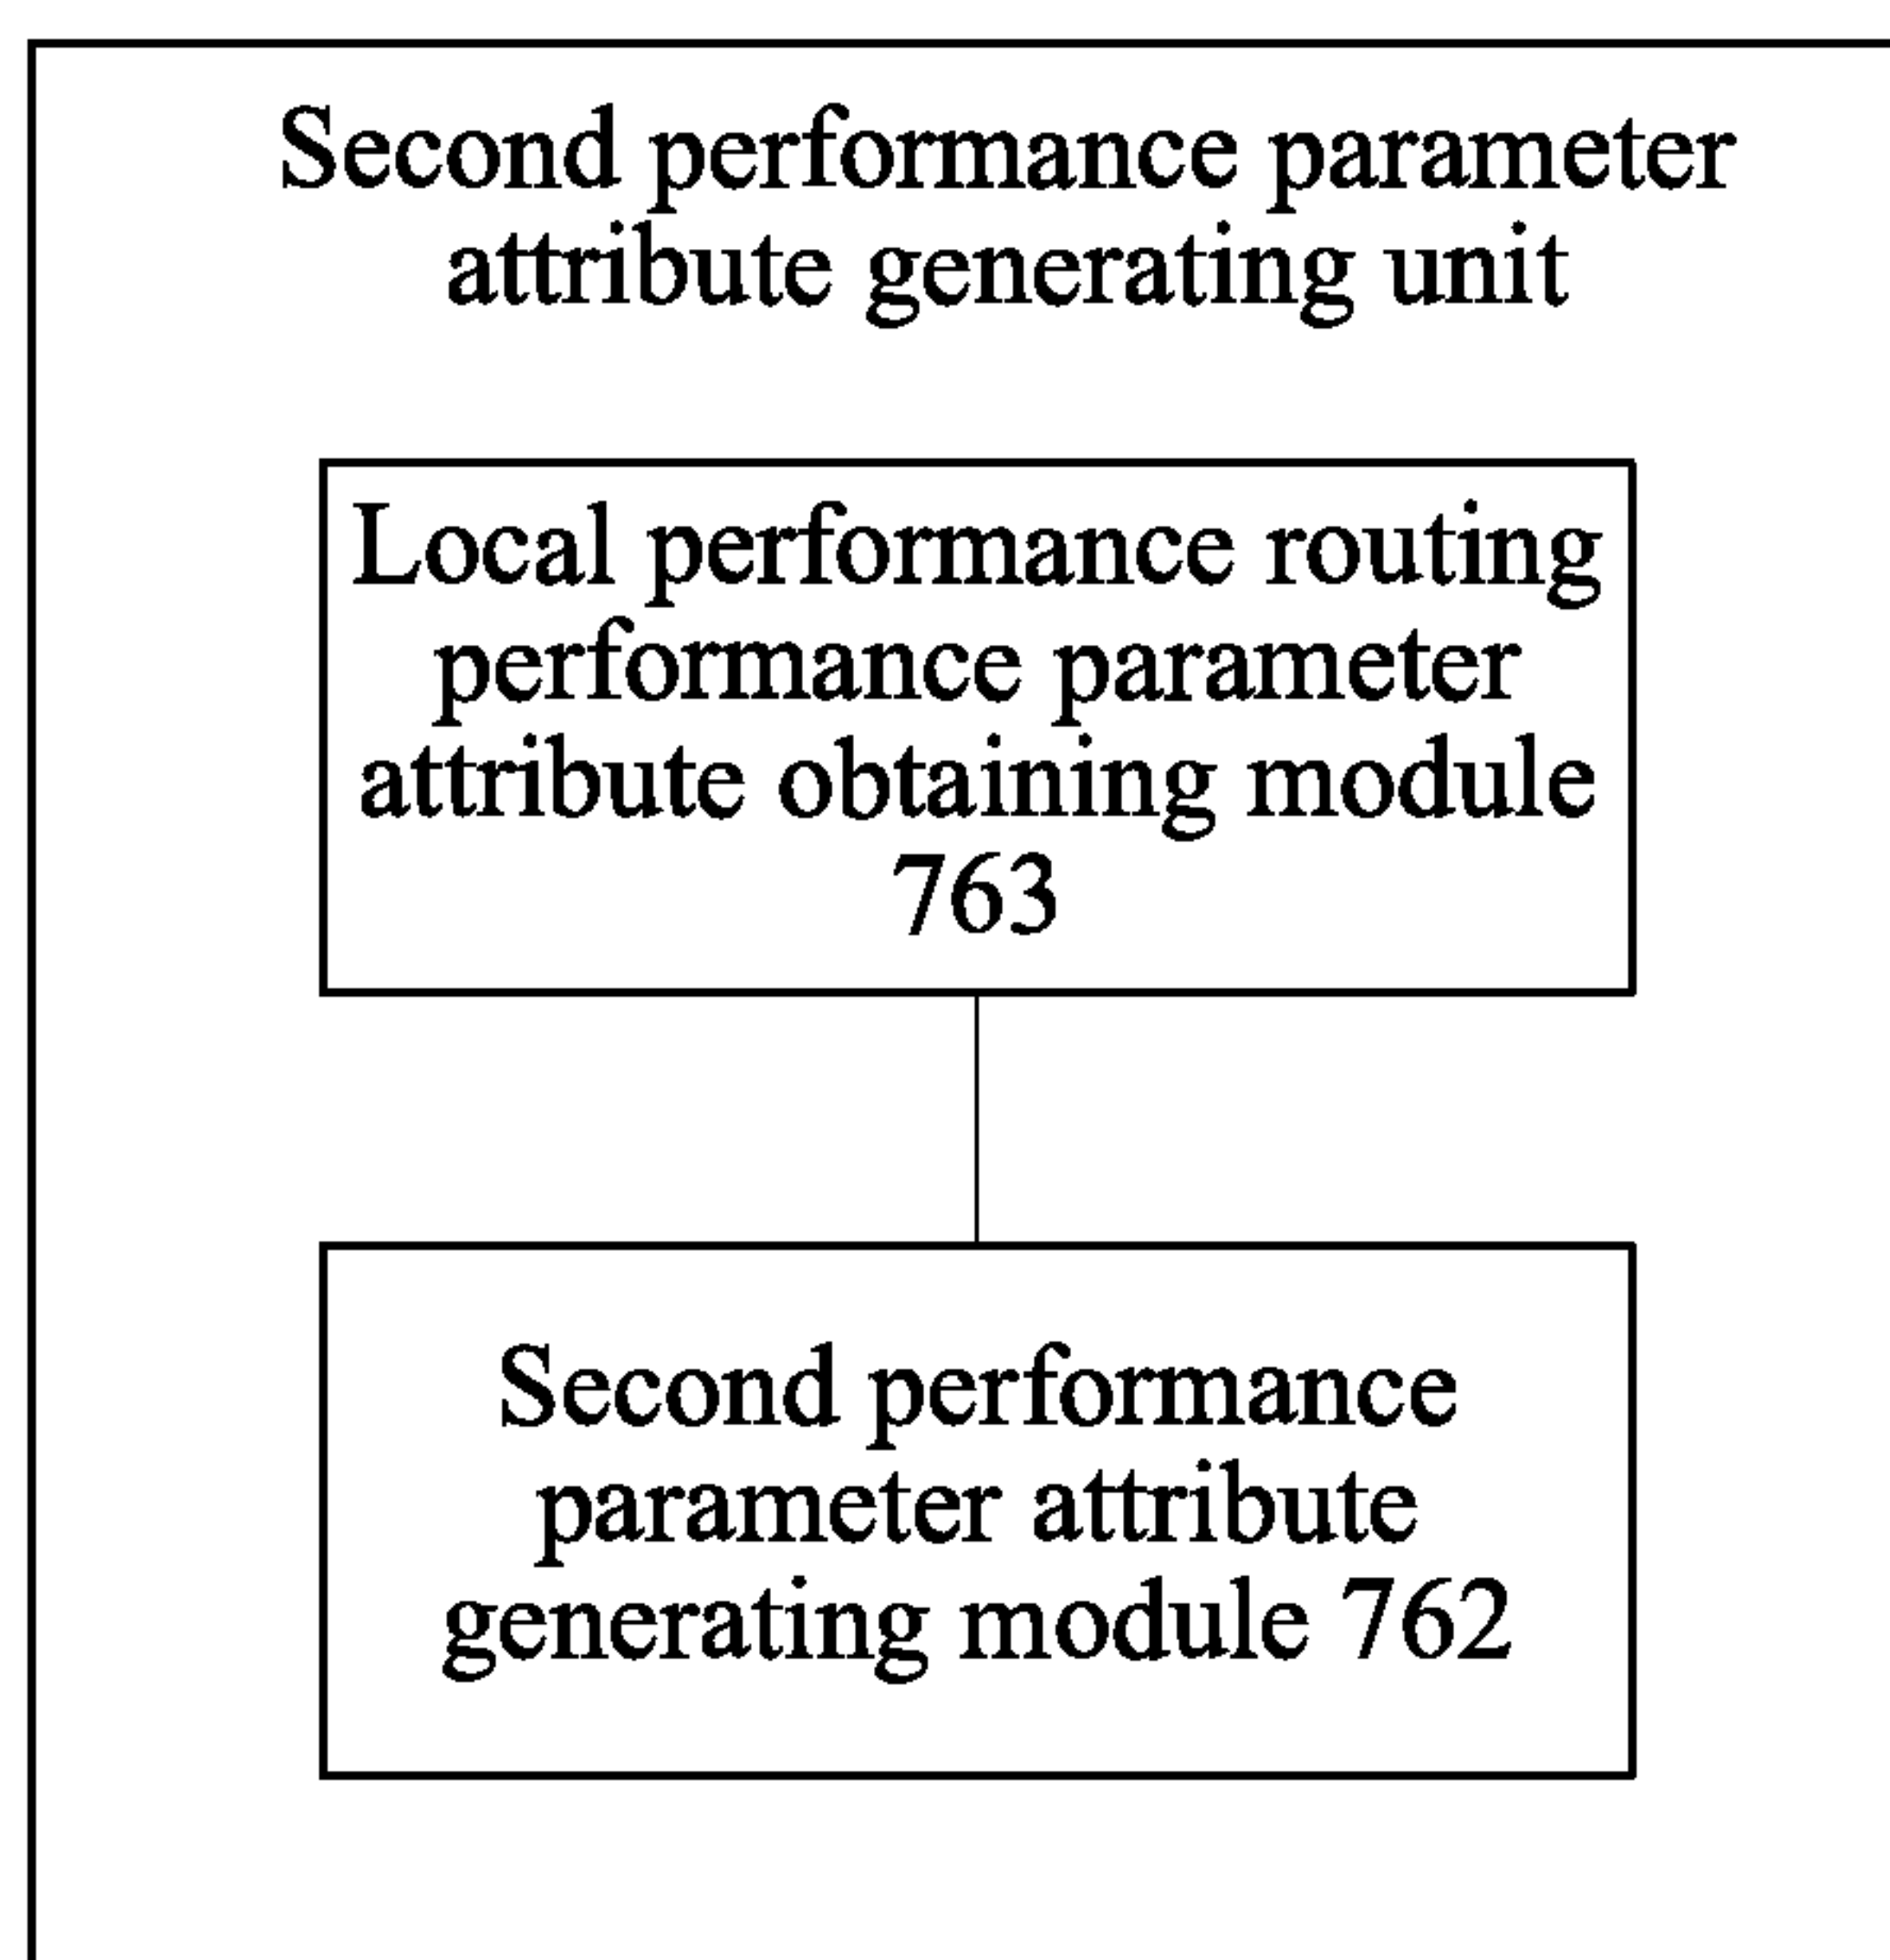 Second performance parameter
attribute generating unit
Local performance routing
performance parameter
attribute obtaining module
763
Second performance
parameter attribute
generating module 762